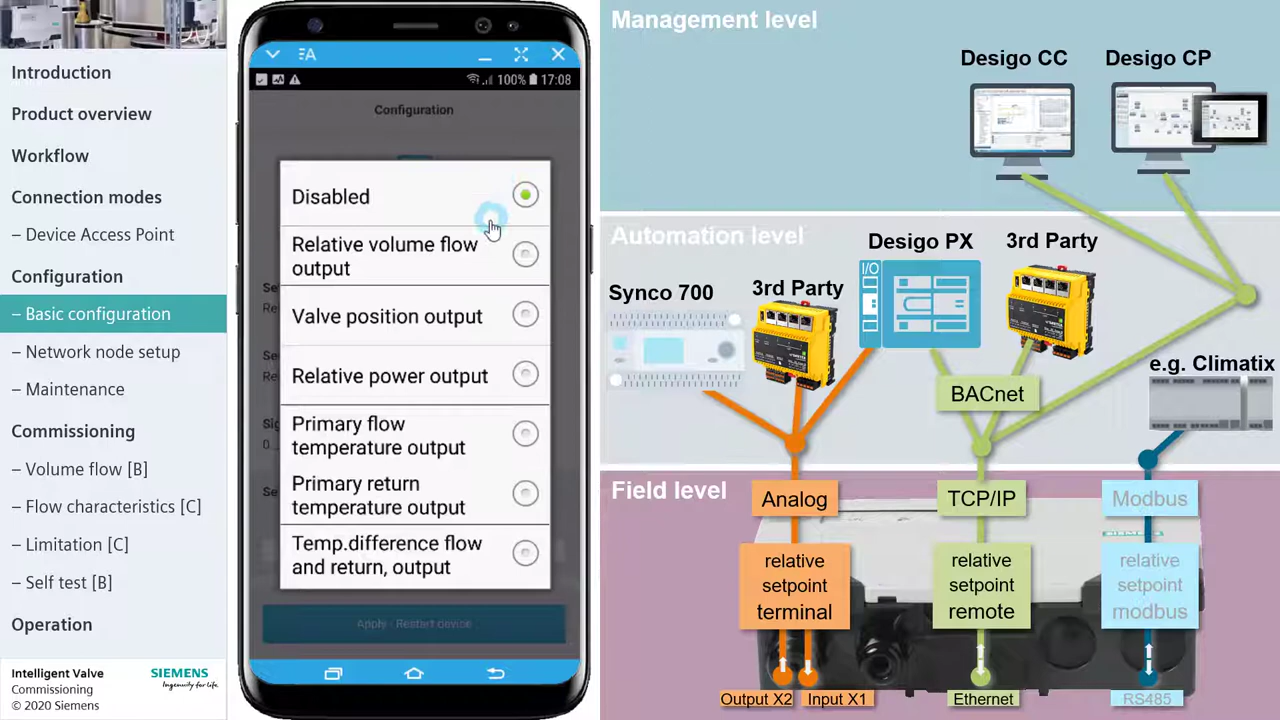 Introduction
Product overview
Workflow
Connection modes
– Device Access Point
Configuration
– Basic configuration
– Network node setup
– Maintenance
Commissioning
– Volume flow [B]
– Flow characteristics [C]
– Limitation [C]
– Self test [B]
Operation
Intelligent Valve
Commissioning
© 2020 Siemens
SIEMENS
Ingenuity for life
100% 17:08
Configuration
Disabled
Relative volume flow
output
Valve position output
Relative power output
Primary flow
temperature output
Primary return
temperature output
Temp.difference flow
and return, output
Apply - Restart device
Management level
Desigo CC
Desigo CP
Automation level
Synco 700
3rd Party
Desigo PX
I/O
3rd Party
e.g. Climatix
BACnet
Field level
Analog
TCP/IP
Modbus
relative
setpoint
terminal
relative
setpoint
remote
relative
setpoint
modbus
Output X2
Input X1
Ethernet
RS485